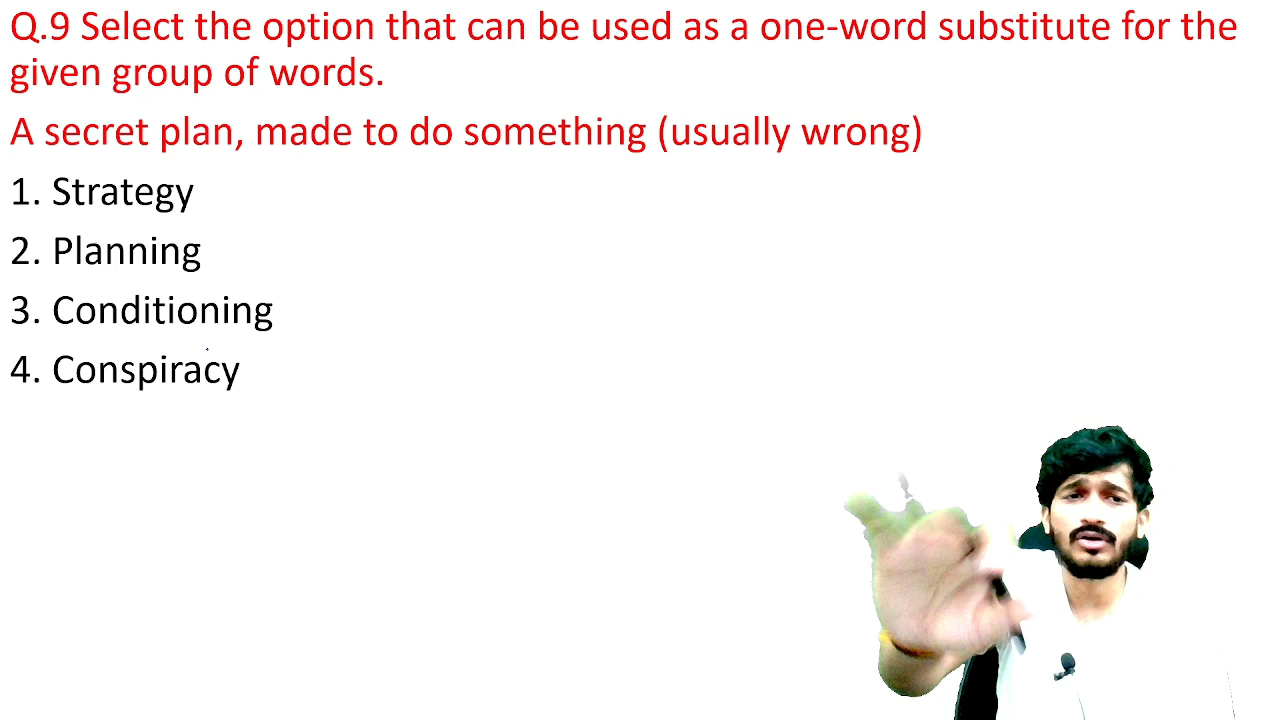 Q.9 Select the option that can be used as a one-word substitute for the
given group of words.
A secret plan, made to do something (usually wrong)
1. Strategy
2. Planning
3. Conditioning
4. Conspiracy